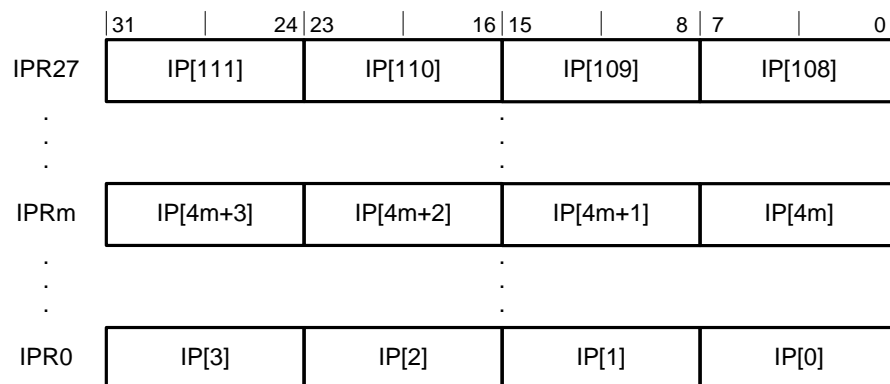 31 24 23 16 15 8 7 0
IPR27 IP[111] IP[110] IP[109] IP[108]
. .
. .
. .
IPRm IP[4m+3] IP[4m+2] IP[4m+1] IP[4m]
. .
. .
. .
IPR0 IP[3] IP[2] IP[1] IP[0]